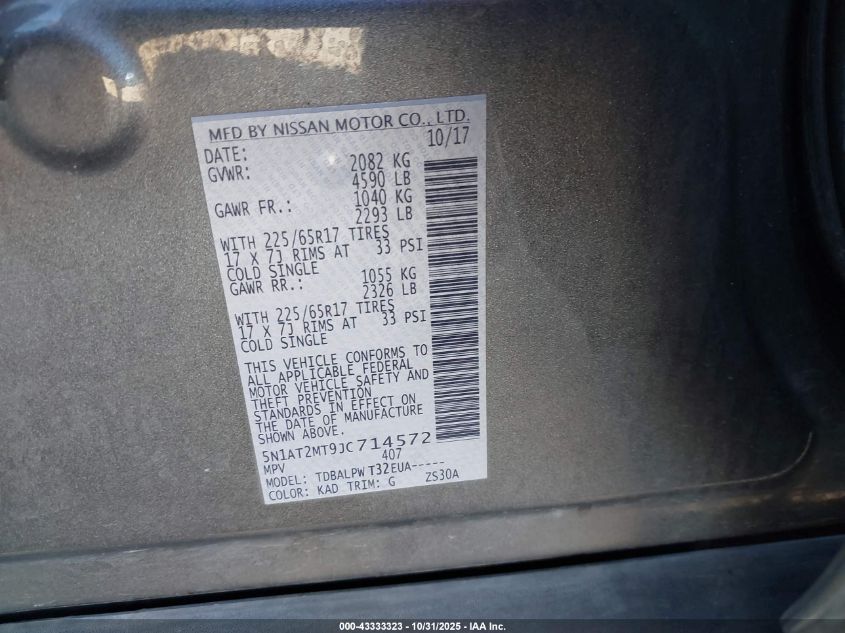 MFD BY NISSAN MOTOR CO., LTD.
DATE: 10/17
GVWR: 2082 KG
4590 LB
GAWR FR.: 1040 KG
2293 LB
WITH 225/65R17 TIRES
17 X 7J RIMS AT 33 PSI
COLD SINGLE
GAWR RR.: 1055 KG
2326 LB
WITH 225/65R17 TIRES
17 X 7J RIMS AT 33 PSI
COLD SINGLE
THIS VEHICLE CONFORMS TO
ALL APPLICABLE FEDERAL
MOTOR VEHICLE SAFETY AND
THEFT PREVENTION
STANDARDS IN EFFECT ON
THE DATE OF MANUFACTURE
SHOWN ABOVE.
5N1AT2MT9JC714572
MPV 407
MODEL: TDBALPWT32EUA-----
COLOR: KAD TRIM: G ZS30A
000-43333323 - 10/31/2025 - IAA Inc.